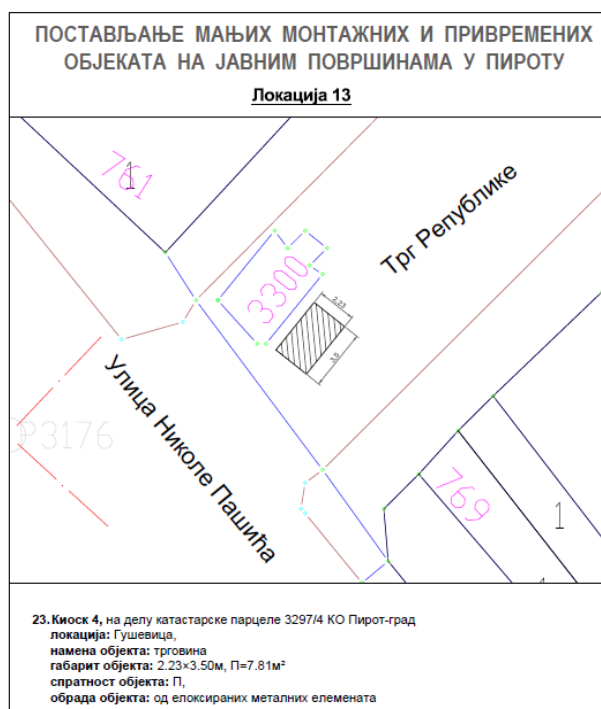 ПОСТАВЉАЊЕ МАЊИХ МОНТАЖНИХ И ПРИВРЕМЕНИХ
ОБЈЕКАТА НА ЈАВНИМ ПОВРШИНАМА У ПИРОТУ
Локација 13
761
1
Трг Републике
3300
2.23
3.5
Улица Николе Пашића
P3176
769
1
23. Киоск 4, на делу катастарске парцеле 3297/4 КО Пирот-град
локација: Гушевица,
намена објекта: трговина
габарит објекта: 2.23×3.50м, П=7.81м²
спратност објекта: П,
обрада објекта: од елоксираних металних елемената